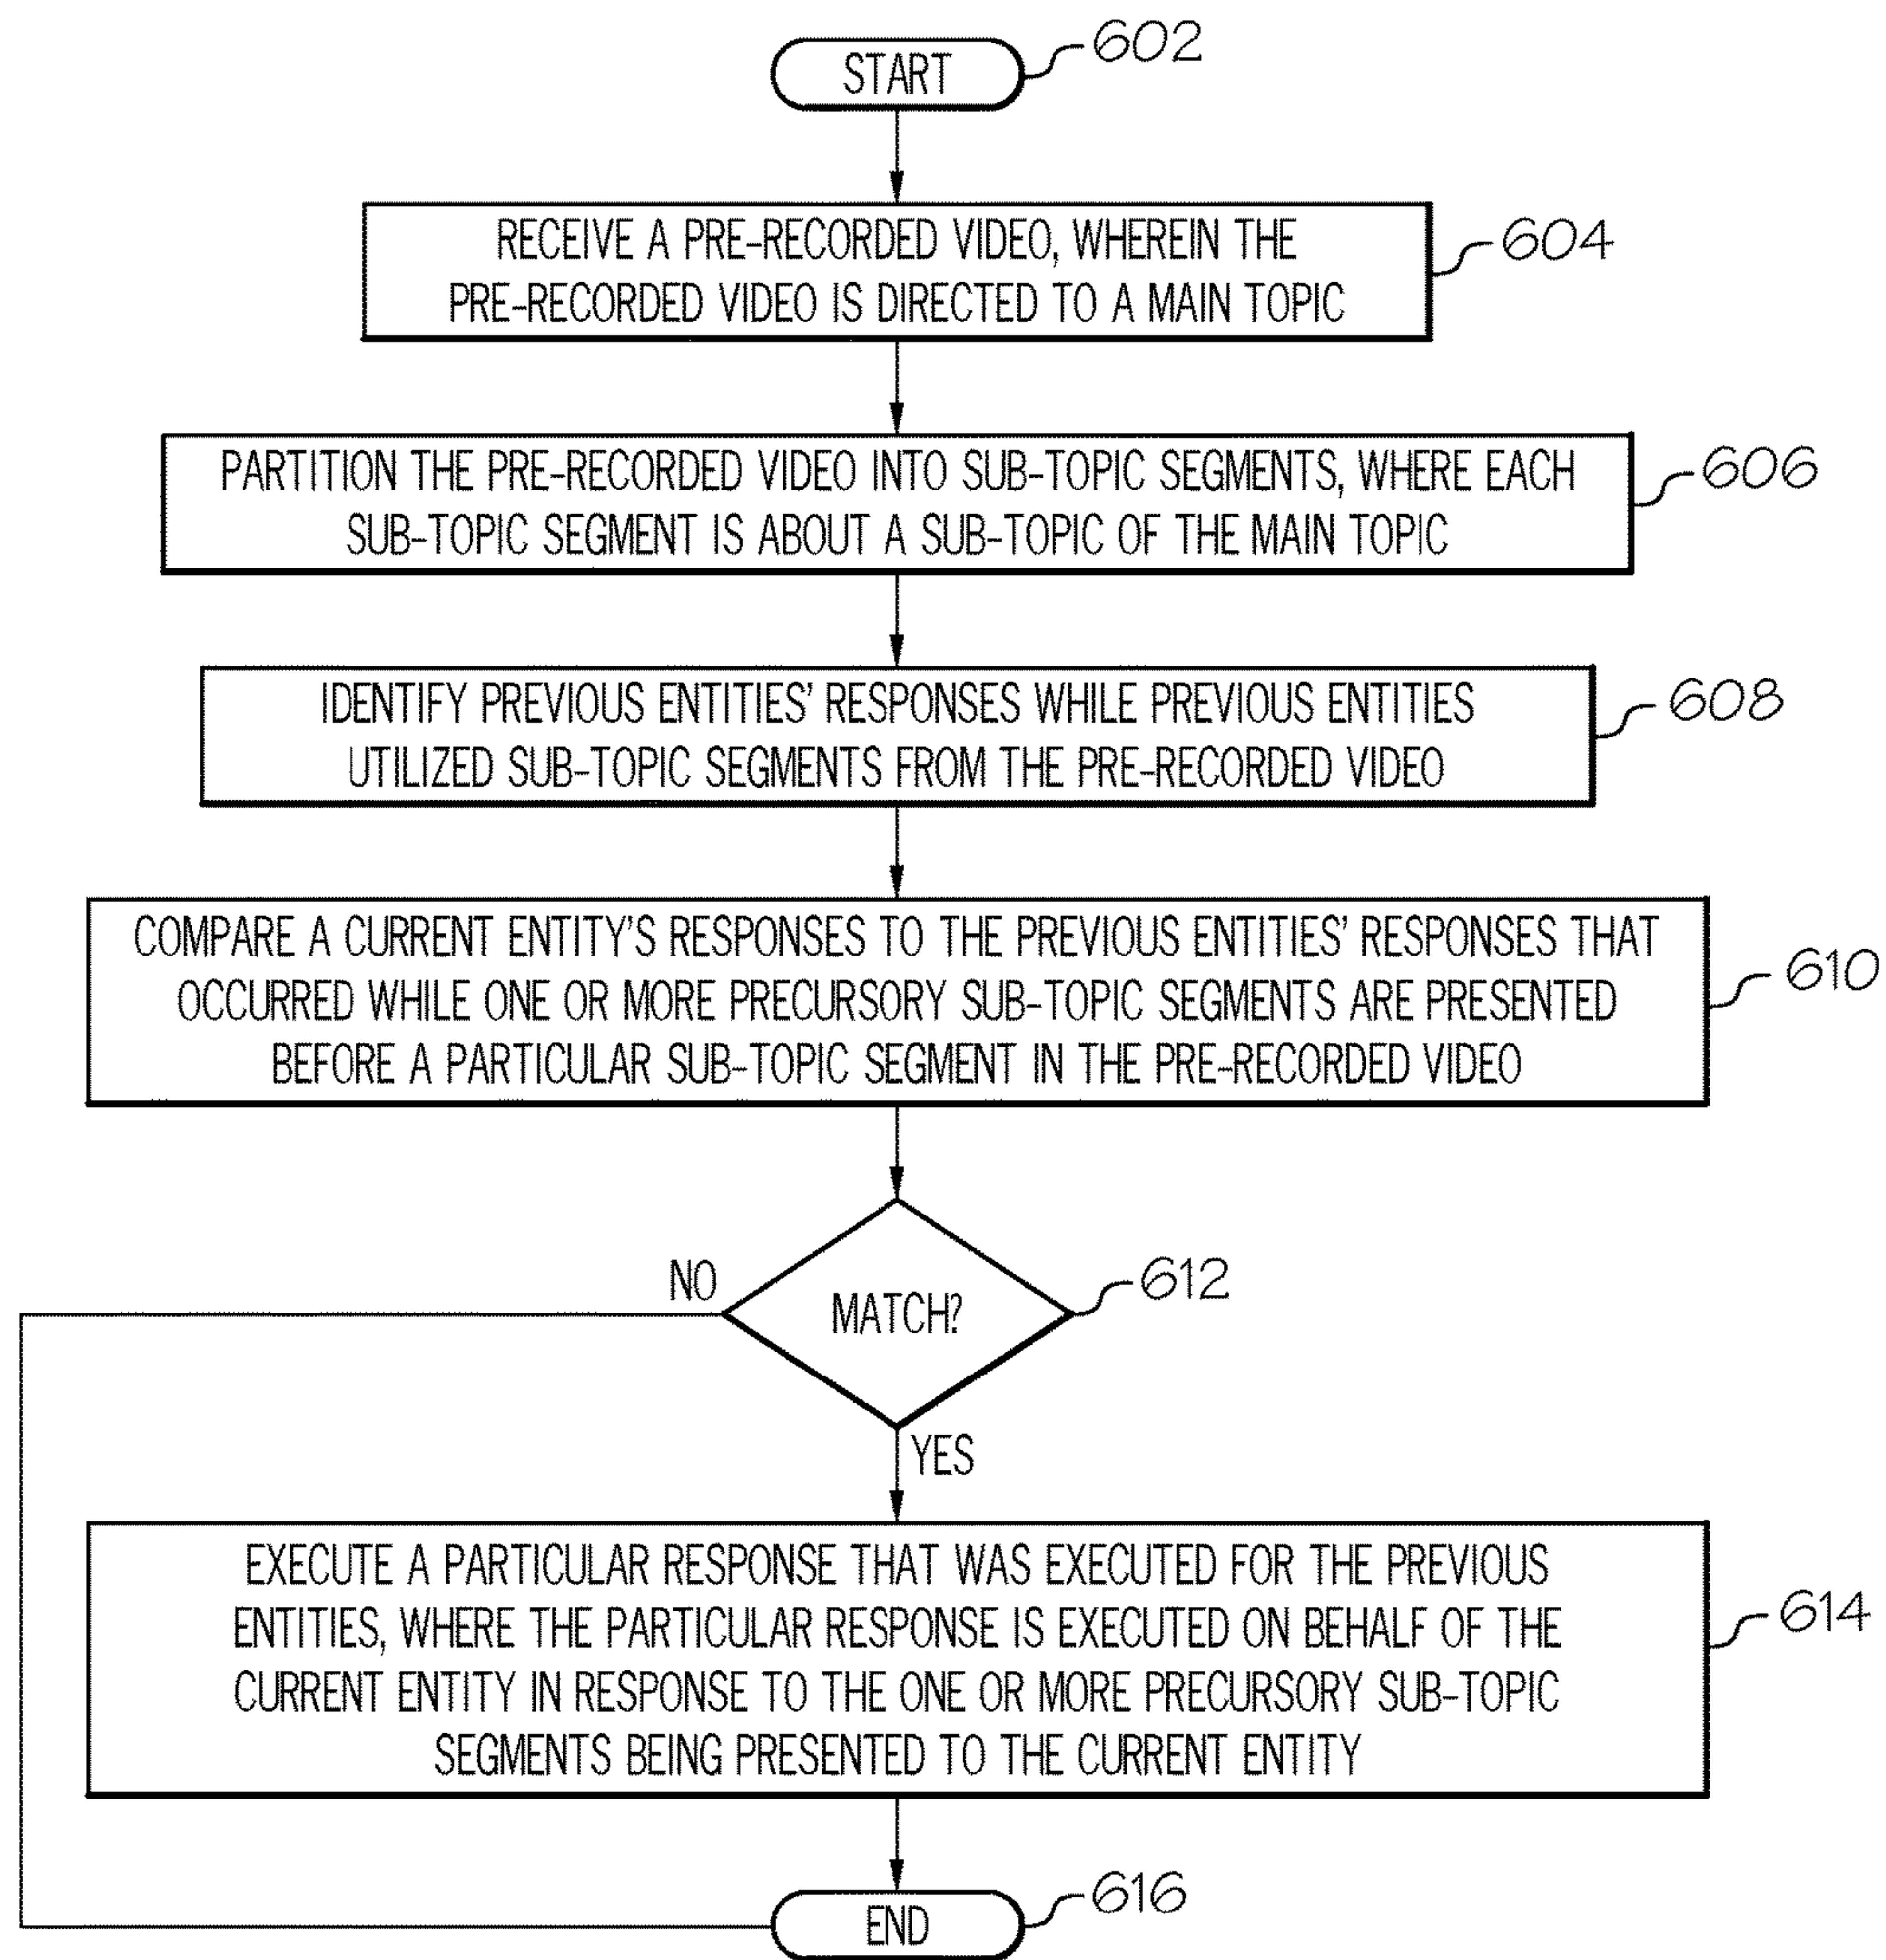 START
602
RECEIVE A PRE-RECORDED VIDEO, WHEREIN THE
PRE-RECORDED VIDEO IS DIRECTED TO A MAIN TOPIC
604
PARTITION THE PRE-RECORDED VIDEO INTO SUB-TOPIC SEGMENTS, WHERE EACH
SUB-TOPIC SEGMENT IS ABOUT A SUB-TOPIC OF THE MAIN TOPIC
606
IDENTIFY PREVIOUS ENTITIES' RESPONSES WHILE PREVIOUS ENTITIES
UTILIZED SUB-TOPIC SEGMENTS FROM THE PRE-RECORDED VIDEO
608
COMPARE A CURRENT ENTITY'S RESPONSES TO THE PREVIOUS ENTITIES' RESPONSES THAT
OCCURRED WHILE ONE OR MORE PRECURSORY SUB-TOPIC SEGMENTS ARE PRESENTED
BEFORE A PARTICULAR SUB-TOPIC SEGMENT IN THE PRE-RECORDED VIDEO
610
NO
MATCH?
612
YES
EXECUTE A PARTICULAR RESPONSE THAT WAS EXECUTED FOR THE PREVIOUS
ENTITIES, WHERE THE PARTICULAR RESPONSE IS EXECUTED ON BEHALF OF THE
CURRENT ENTITY IN RESPONSE TO THE ONE OR MORE PRECURSORY SUB-TOPIC
SEGMENTS BEING PRESENTED TO THE CURRENT ENTITY
614
END
616